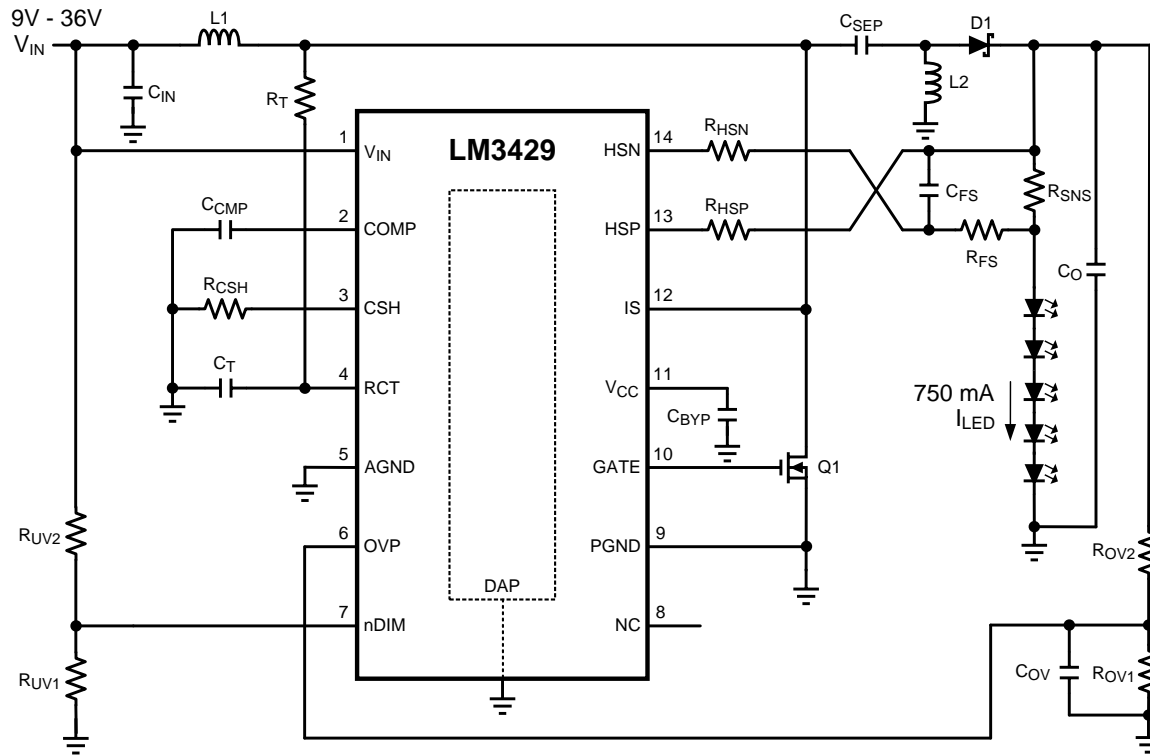 9V - 36V
VIN
L1
CSEP
D1
L2
CIN
RT
1
VIN
LM3429
HSN
14
RHSN
CFS
RSNS
CCMP
2
COMP
HSP
13
RHSP
RFS
CO
RCSH
3
CSH
IS
12
CT
4
RCT
VCC
11
CBYP
750 mA
ILED
5
AGND
GATE
10
Q1
RUV2
6
OVP
PGND
9
ROV2
DAP
7
nDIM
NC
8
RUV1
COV
ROV1